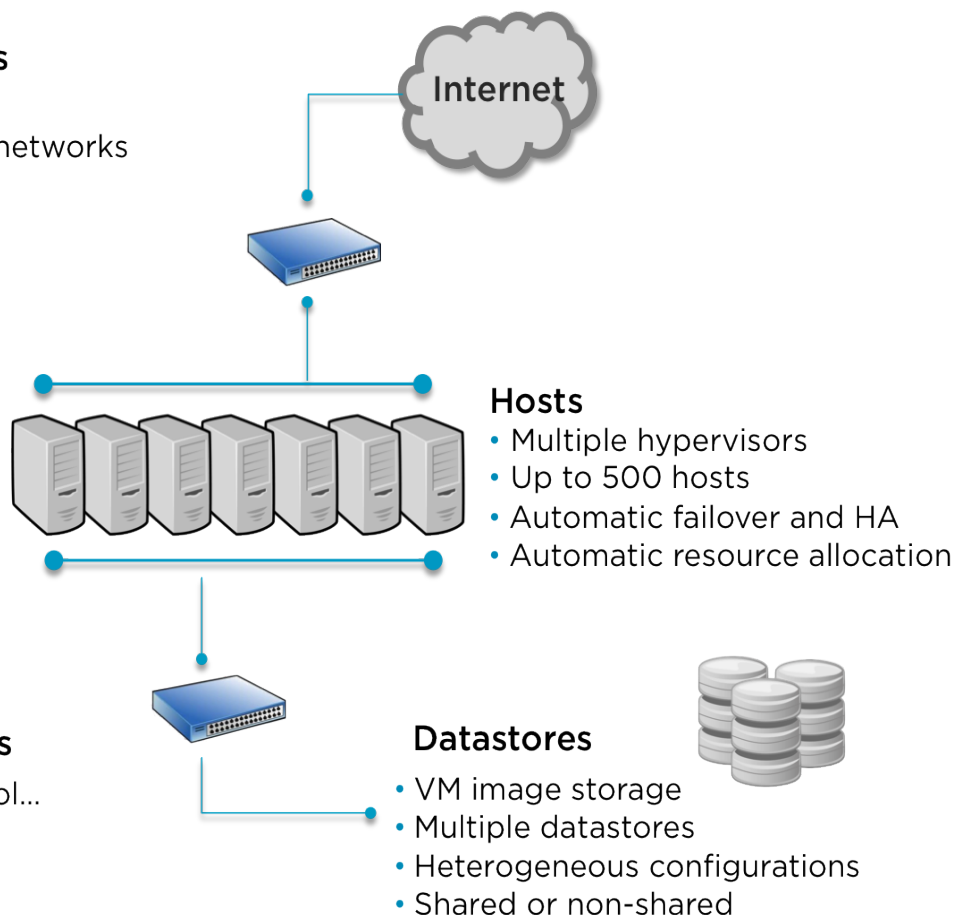 s
Internet
networks
Hosts
• Multiple hypervisors
• Up to 500 hosts
• Automatic failover and HA
• Automatic resource allocation
s
ol...
Datastores
• VM image storage
• Multiple datastores
• Heterogeneous configurations
• Shared or non-shared